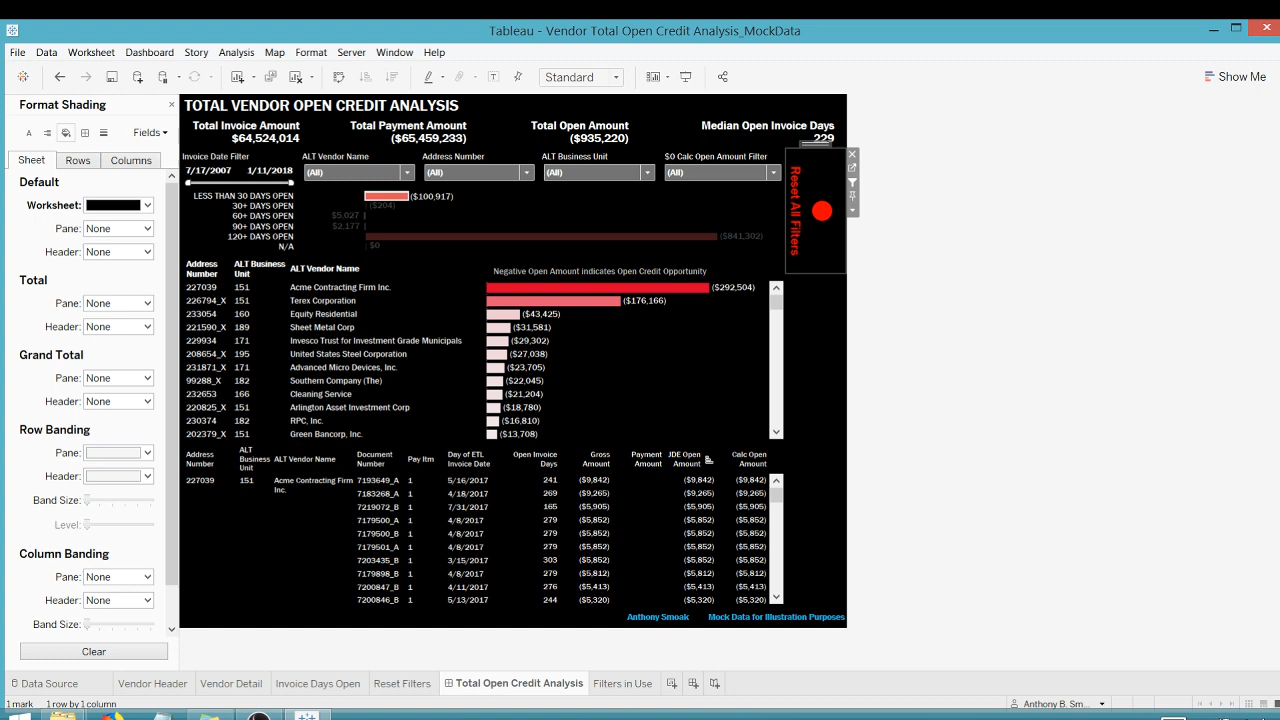 Tableau - Vendor Total Open Credit Analysis_MockData
File Data Worksheet Dashboard Story Analysis Map Format Server Window Help
Standard Show Me
Format Shading
Fields
Sheet Rows Columns
Default
Worksheet:
Pane: None
Header: None
Total
Pane: None
Header: None
Grand Total
Pane: None
Header: None
Row Banding
Pane:
Header:
Band Size:
Level:
Column Banding
Pane: None
Header: None
Band Size:
Clear
TOTAL VENDOR OPEN CREDIT ANALYSIS
Total Invoice Amount Total Payment Amount Total Open Amount Median Open Invoice Days
$64,524,014 ($65,459,233) ($935,220) 229
Invoice Date Filter ALT Vendor Name Address Number ALT Business Unit $0 Calc Open Amount Filter
7/17/2007 1/11/2018 (All) (All) (All) (All)
Reset All Filters
LESS THAN 30 DAYS OPEN ($100,917)
30+ DAYS OPEN ($204)
60+ DAYS OPEN $5,027
90+ DAYS OPEN $2,177
120+ DAYS OPEN ($841,302)
N/A $0
Address Number ALT Business Unit ALT Vendor Name Negative Open Amount indicates Open Credit Opportunity
227039 151 Acme Contracting Firm Inc. ($292,504)
226794_X 151 Terex Corporation ($176,166)
233054 160 Equity Residential ($43,425)
221590_X 189 Sheet Metal Corp ($31,581)
229934 171 Invesco Trust for Investment Grade Municipals ($29,302)
208654_X 195 United States Steel Corporation ($27,038)
231871_X 171 Advanced Micro Devices, Inc. ($23,705)
99288_X 182 Southern Company (The) ($22,045)
232653 166 Cleaning Service ($21,204)
220825_X 151 Arlington Asset Investment Corp ($18,780)
230374 182 RPC, Inc. ($16,810)
202379_X 151 Green Bancorp, Inc. ($13,708)
Address Number ALT Business Unit ALT Vendor Name Document Number Pay Itm Day of ETL Invoice Date Open Invoice Days Gross Amount Payment Amount JDE Open Amount Calc Open Amount
227039 151 Acme Contracting Firm Inc. 7193649_A 1 5/16/2017 241 ($9,842) ($9,842) ($9,842)
7183268_A 1 4/18/2017 269 ($9,265) ($9,265) ($9,265)
7219072_B 1 7/31/2017 165 ($5,905) ($5,905) ($5,905)
7179500_A 1 4/8/2017 279 ($5,852) ($5,852) ($5,852)
7179500_B 1 4/8/2017 279 ($5,852) ($5,852) ($5,852)
7179501_A 1 4/8/2017 279 ($5,852) ($5,852) ($5,852)
7203435_B 1 3/15/2017 303 ($5,852) ($5,852) ($5,852)
7179898_B 1 4/8/2017 279 ($5,812) ($5,812) ($5,812)
7200847_B 1 4/11/2017 276 ($5,413) ($5,413) ($5,413)
7200846_B 1 5/13/2017 244 ($5,320) ($5,320) ($5,320)
Anthony Smoak Mock Data for Illustration Purposes
Data Source Vendor Header Vendor Detail Invoice Days Open Reset Filters Total Open Credit Analysis Filters in Use
1 mark 1 row by 1 column Anthony B. Sm...